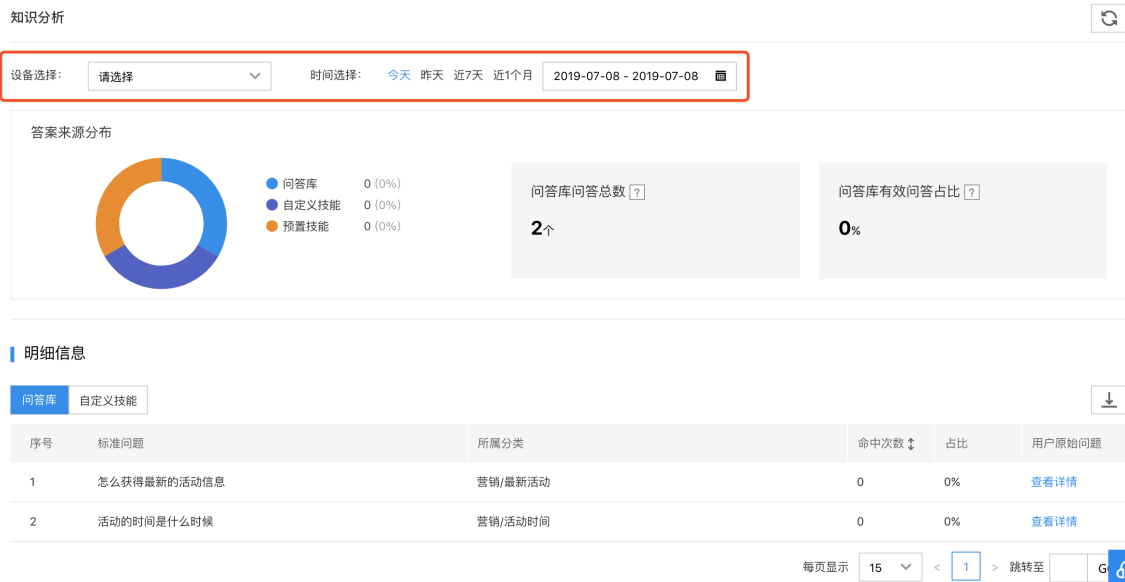 知识分析
设备选择： 请选择 时间选择： 今天 昨天 近7天 近1个月 2019-07-08 - 2019-07-08
答案来源分布
问答库 0 (0%)
自定义技能 0 (0%)
预置技能 0 (0%)
问答库问答总数 ?
2个
问答库有效问答占比 ?
0%
明细信息
问答库 自定义技能
序号 标准问题 所属分类 命中次数 占比 用户原始问题
1 怎么获得最新的活动信息 营销/最新活动 0 0% 查看详情
2 活动的时间是什么时候 营销/活动时间 0 0% 查看详情
每页显示 15 < 1 > 跳转至